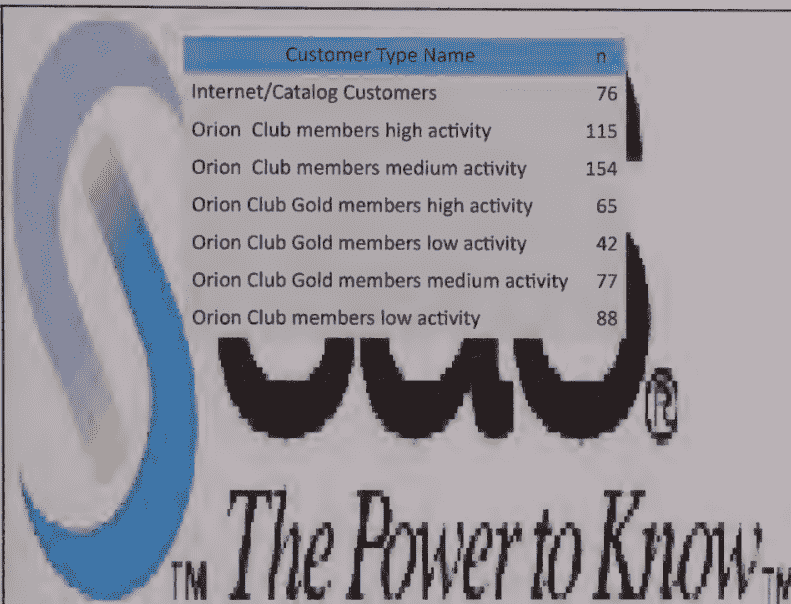 Customer Type Name n
Internet/Catalog Customers 76
Orion Club members high activity 115
Orion Club members medium activity 154
Orion Club Gold members high activity 65
Orion Club Gold members low activity 42
Orion Club Gold members medium activity 77
Orion Club members low activity 88
®
TM The Power to Know TM